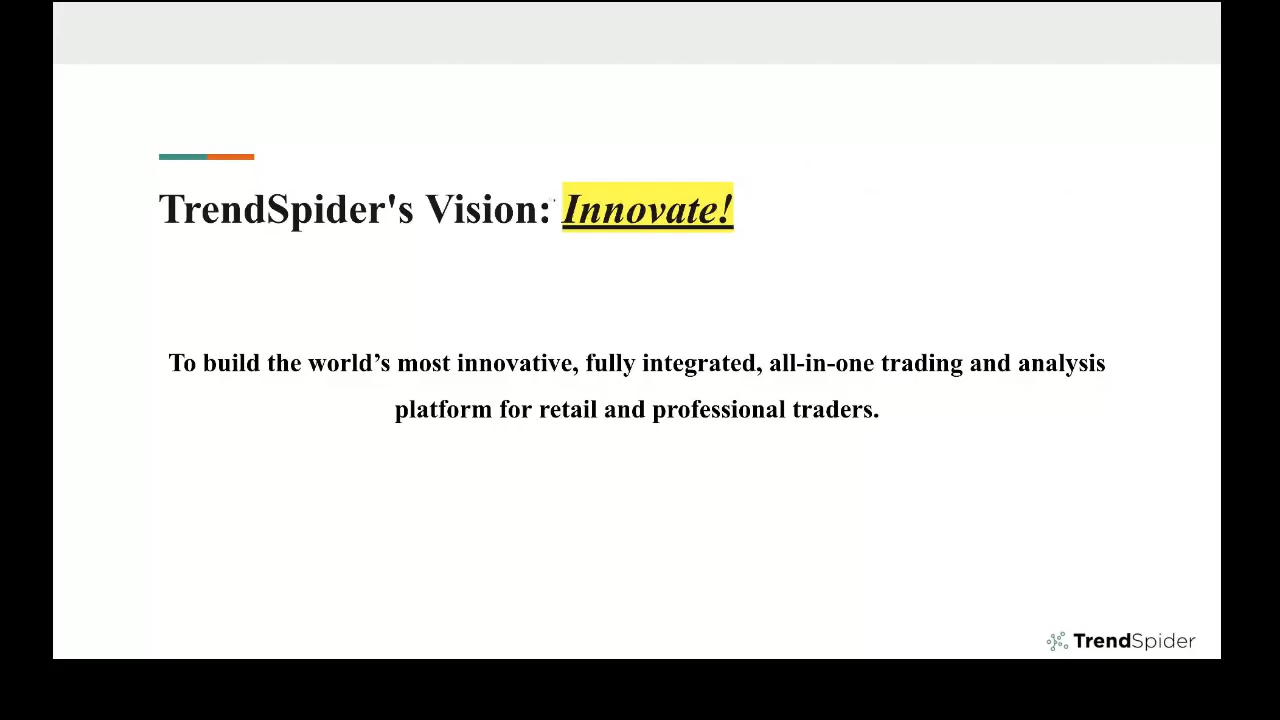 TrendSpider's Vision: Innovate!
To build the world’s most innovative, fully integrated, all-in-one trading and analysis
platform for retail and professional traders.
TrendSpider